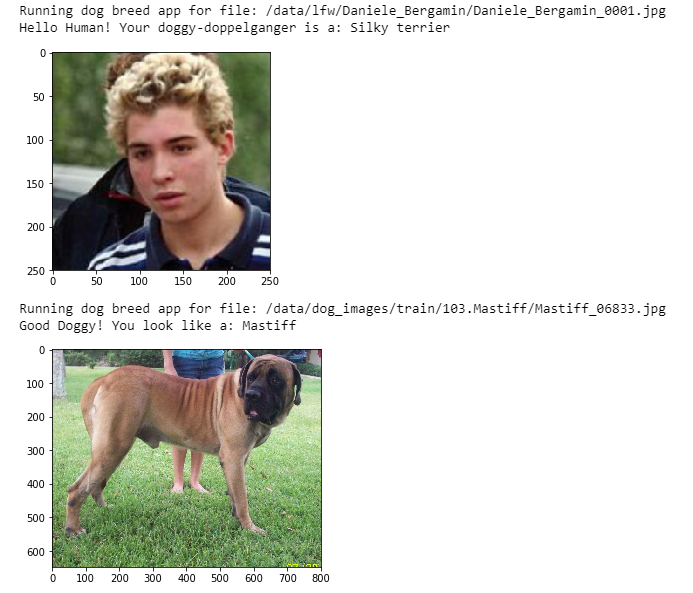 Running dog breed app for file: /data/lfw/Daniele_Bergamin/Daniele_Bergamin_0001.jpg
Hello Human! Your doggy-doppelganger is a: Silky terrier
0
50
100
150
200
250
0 50 100 150 200 250
Running dog breed app for file: /data/dog_images/train/103.Mastiff/Mastiff_06833.jpg
Good Doggy! You look like a: Mastiff
0
100
200
300
400
500
600
0 100 200 300 400 500 600 700 800